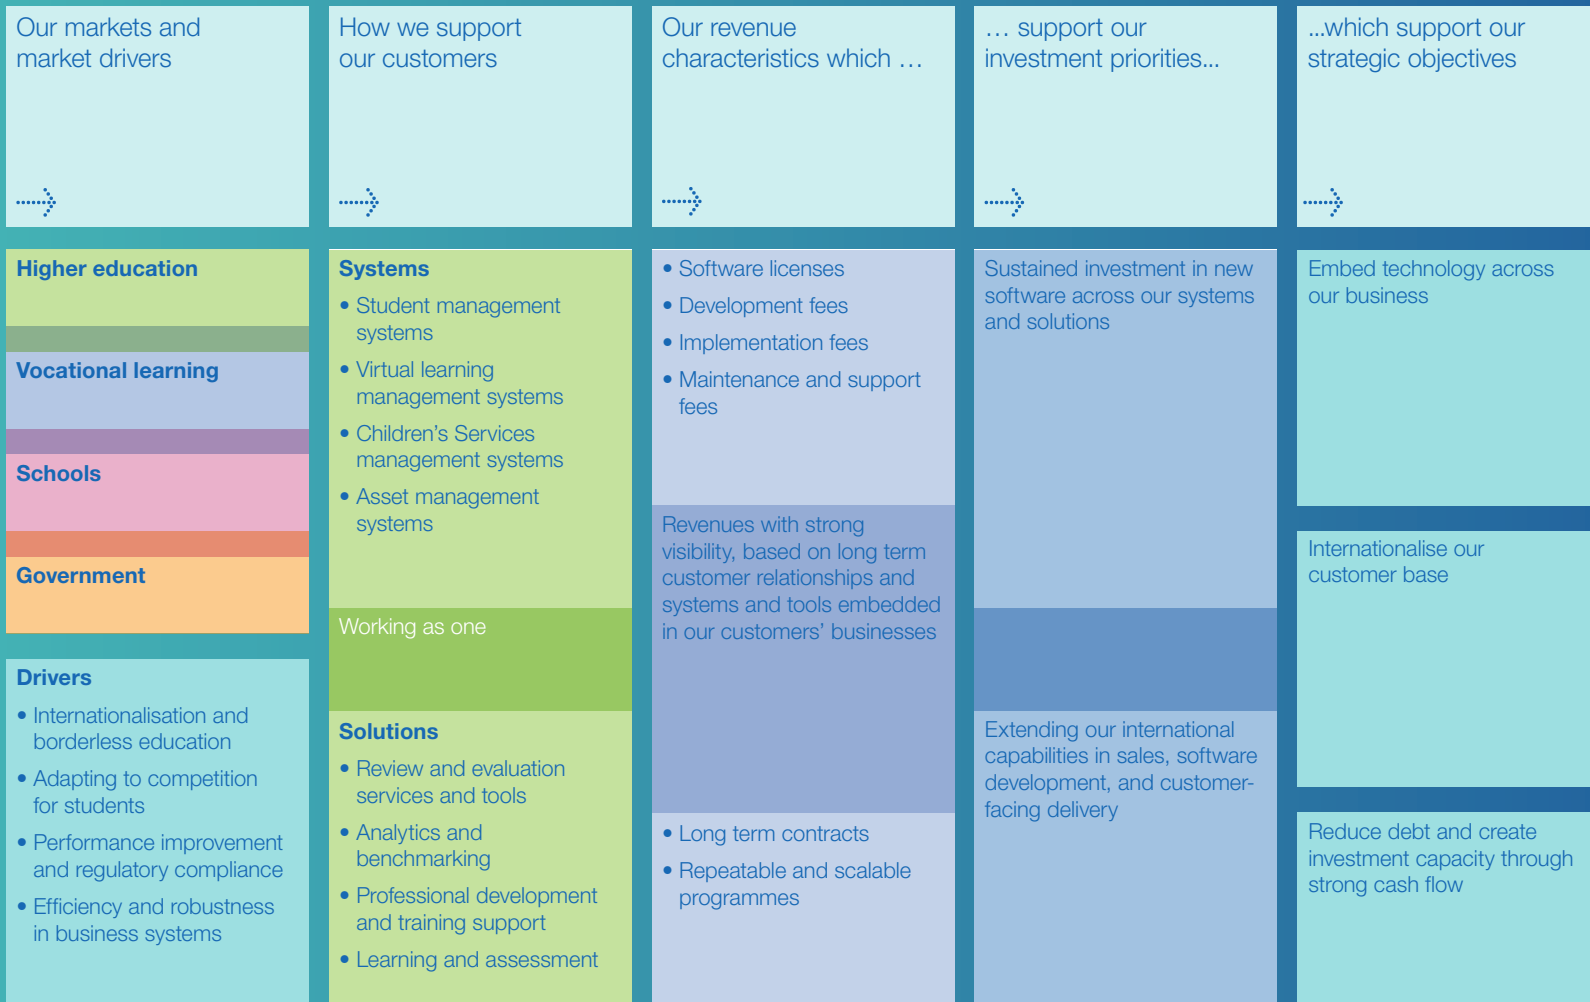 Our markets and
market drivers
How we support
our customers
Our revenue
characteristics which …
… support our
investment priorities...
...which support our
strategic objectives
Higher education
Vocational learning
Schools
Government
Drivers
• Internationalisation and
borderless education
• Adapting to competition
for students
• Performance improvement
and regulatory compliance
• Efficiency and robustness
in business systems
Systems
• Student management
systems
• Virtual learning
management systems
• Children’s Services
management systems
• Asset management
systems
Working as one
Solutions
• Review and evaluation
services and tools
• Analytics and
benchmarking
• Professional development
and training support
• Learning and assessment
• Software licenses
• Development fees
• Implementation fees
• Maintenance and support
fees
Revenues with strong
visibility, based on long term
customer relationships and
systems and tools embedded
in our customers’ businesses
• Long term contracts
• Repeatable and scalable
programmes
Sustained investment in new
software across our systems
and solutions
Extending our international
capabilities in sales, software
development, and customer-
facing delivery
Embed technology across
our business
Internationalise our
customer base
Reduce debt and create
investment capacity through
strong cash flow